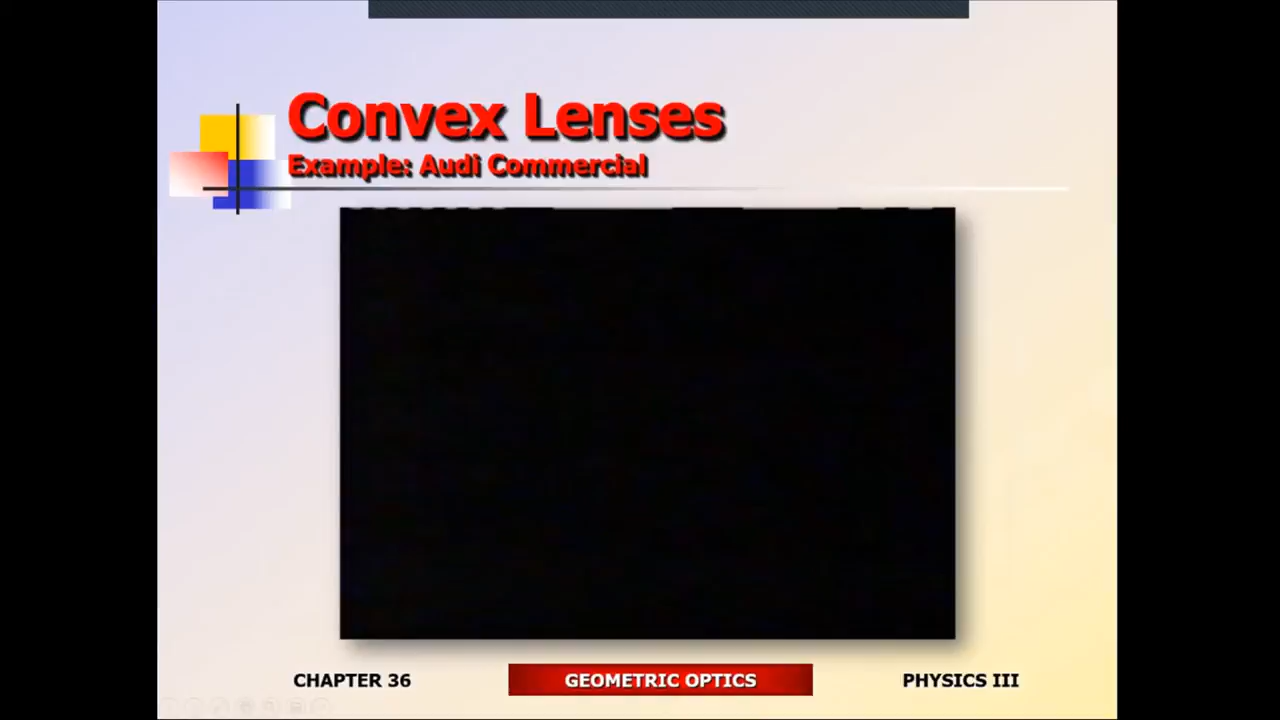 Convex Lenses
Example: Audi Commercial
CHAPTER 36
GEOMETRIC OPTICS
PHYSICS III